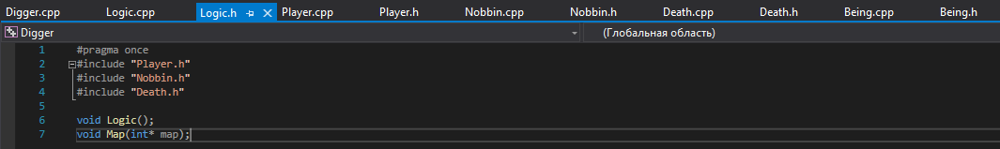 Digger.cpp Logic.cpp Logic.h Player.cpp Player.h Nobbin.cpp Nobbin.h Death.cpp Death.h Being.cpp Being.h
Digger (Глобальная область)
1 #pragma once
2 #include "Player.h"
3 #include "Nobbin.h"
4 #include "Death.h"
5
6 void Logic();
7 void Map(int* map);